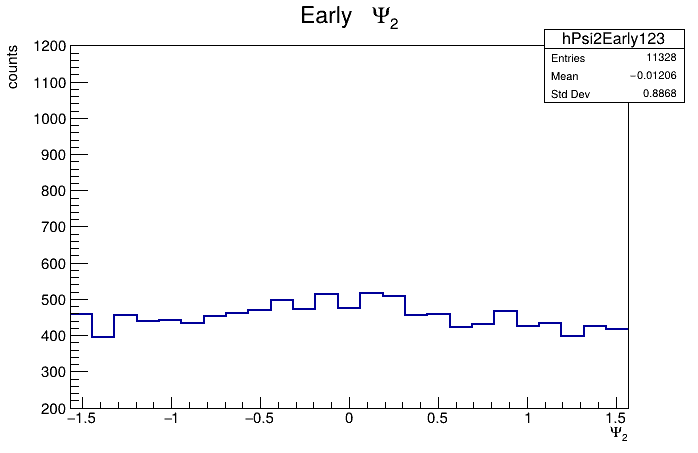 Early Ψ2
hPsi2Early123
Entries 11328
Mean −0.01206
Std Dev 0.8868
counts
1200
1100
1000
900
800
700
600
500
400
300
200
−1.5 −1 −0.5 0 0.5 1 1.5
Ψ2